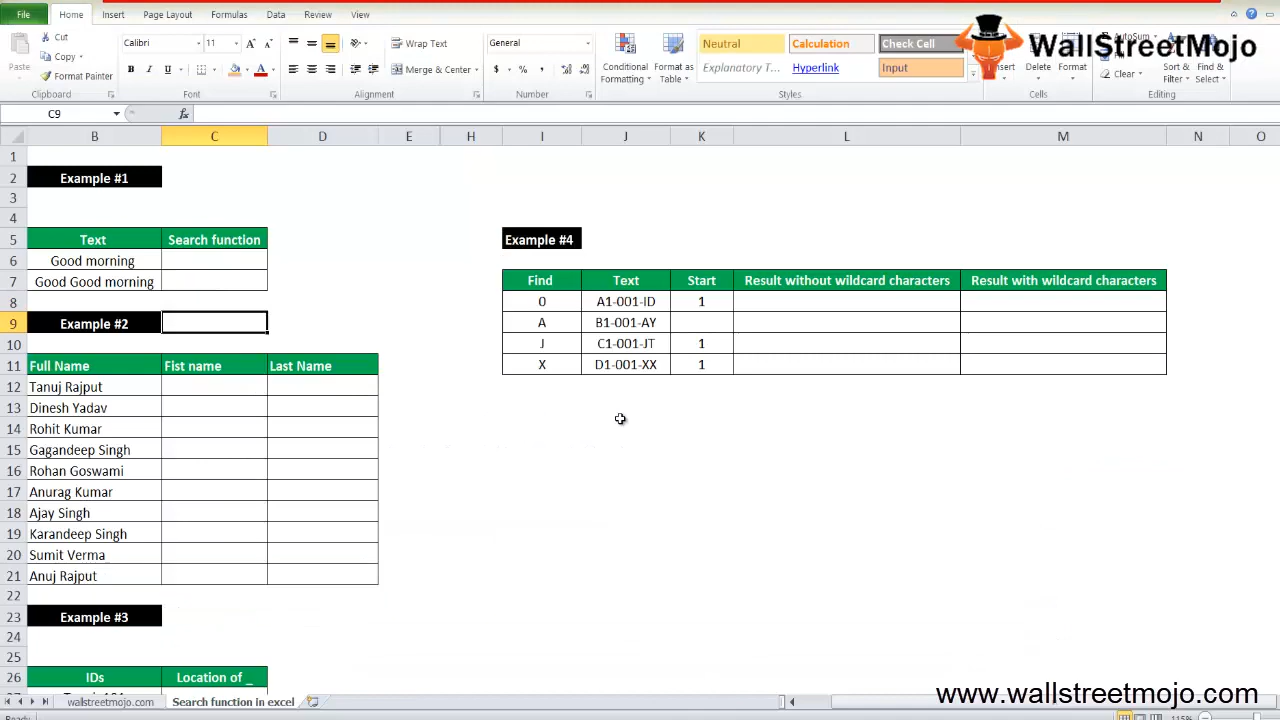 File Home Insert Page Layout Formulas Data Review View
WallStreetMojo
Cut
Copy
Format Painter
Paste
Calibri 11
Wrap Text
Merge & Center
General
Conditional Formatting
Format as Table
Neutral Calculation Check Cell
Explanatory T... Hyperlink Input
Insert Delete Format
AutoSum
Clear
Sort & Filter
Find & Select
Clipboard Font Alignment Number Styles Cells Editing
C9 fx
B C D E H I J K L M N O
1
2 Example #1
3
4
5 Text Search function Example #4
6 Good morning
7 Good Good morning Find Text Start Result without wildcard characters Result with wildcard characters
8 0 A1-001-ID 1
9 Example #2 A B1-001-AY
10 J C1-001-JT 1
11 Full Name Fist name Last Name X D1-001-XX 1
12 Tanuj Rajput
13 Dinesh Yadav
14 Rohit Kumar
15 Gagandeep Singh
16 Rohan Goswami
17 Anurag Kumar
18 Ajay Singh
19 Karandeep Singh
20 Sumit Verma
21 Anuj Rajput
22
23 Example #3
24
25
26 IDs Location of _
wallstreetmojo.com Search function in excel
www.wallstreetmojo.com